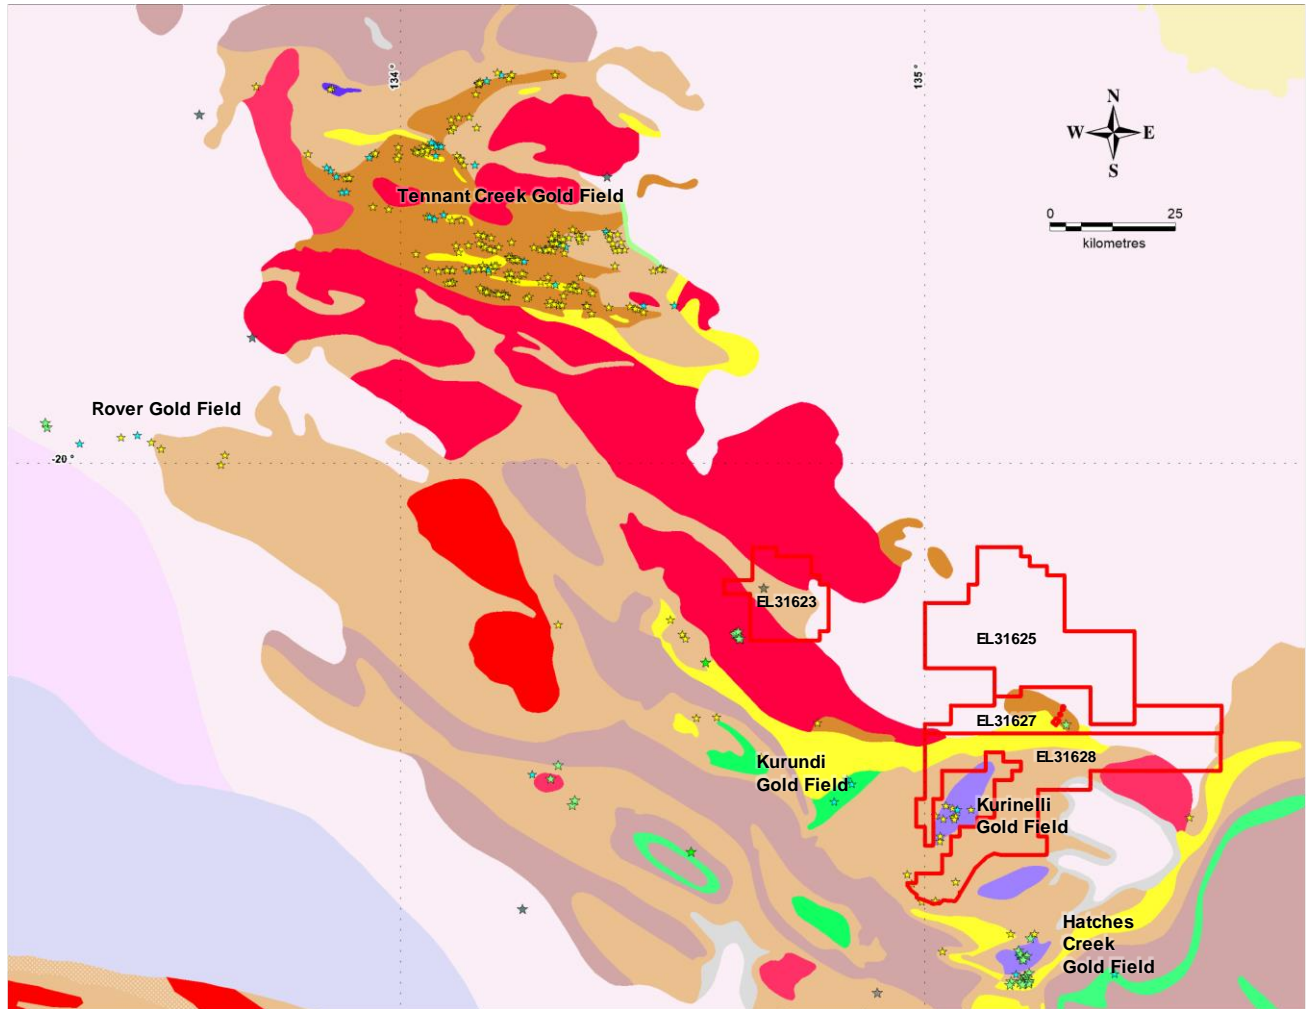 134 °
135 °
N
W E
S
0 25
kilometres
Tennant Creek Gold Field
Rover Gold Field
-20 °
EL31623
EL31625
EL31627
EL31628
Kurundi
Gold Field
Kurinelli
Gold Field
Hatches
Creek
Gold Field